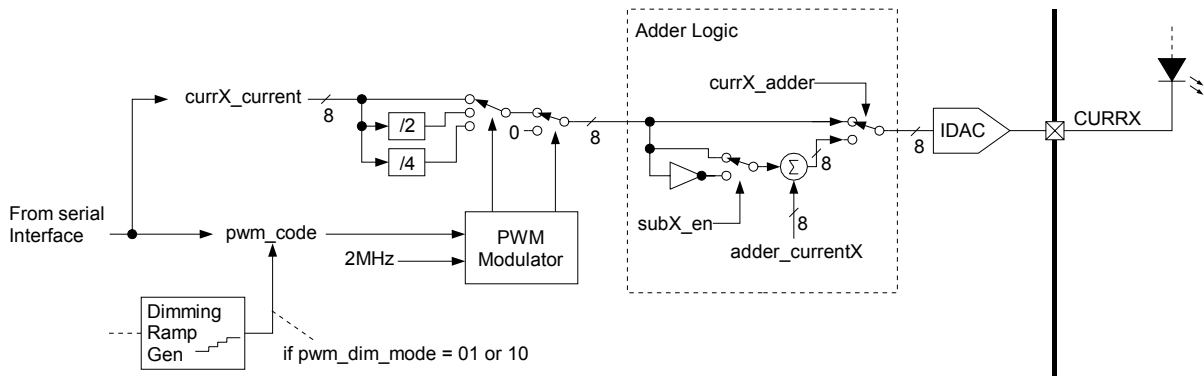 Adder Logic
currX_adder
currX_current
8
/2
/4
0
8
8
IDAC
CURRX
8
Σ
subX_en
8
adder_currentX
From serial
Interface
pwm_code
2MHz
PWM
Modulator
Dimming
Ramp
Gen
if pwm_dim_mode = 01 or 10